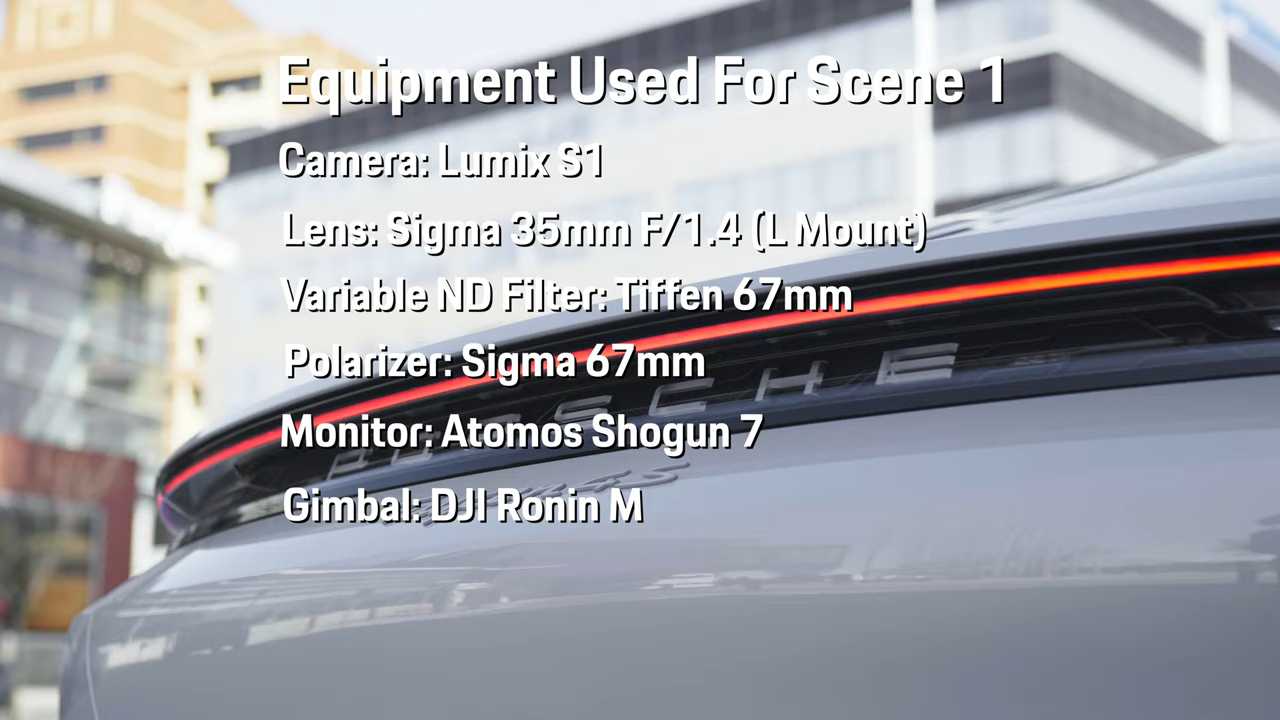 Equipment Used For Scene 1
Camera: Lumix S1
Lens: Sigma 35mm F/1.4 (L Mount)
Variable ND Filter: Tiffen 67mm
Polarizer: Sigma 67mm
PORSCHE
Monitor: Atomos Shogun 7
Gimbal: DJI Ronin M